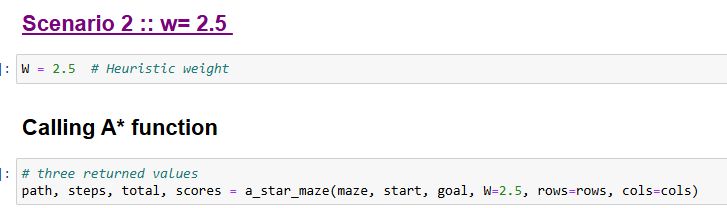 Scenario 2 :: w= 2.5
]: W = 2.5  # Heuristic weight
Calling A* function
]: # three returned values
path, steps, total, scores = a_star_maze(maze, start, goal, W=2.5, rows=rows, cols=cols)